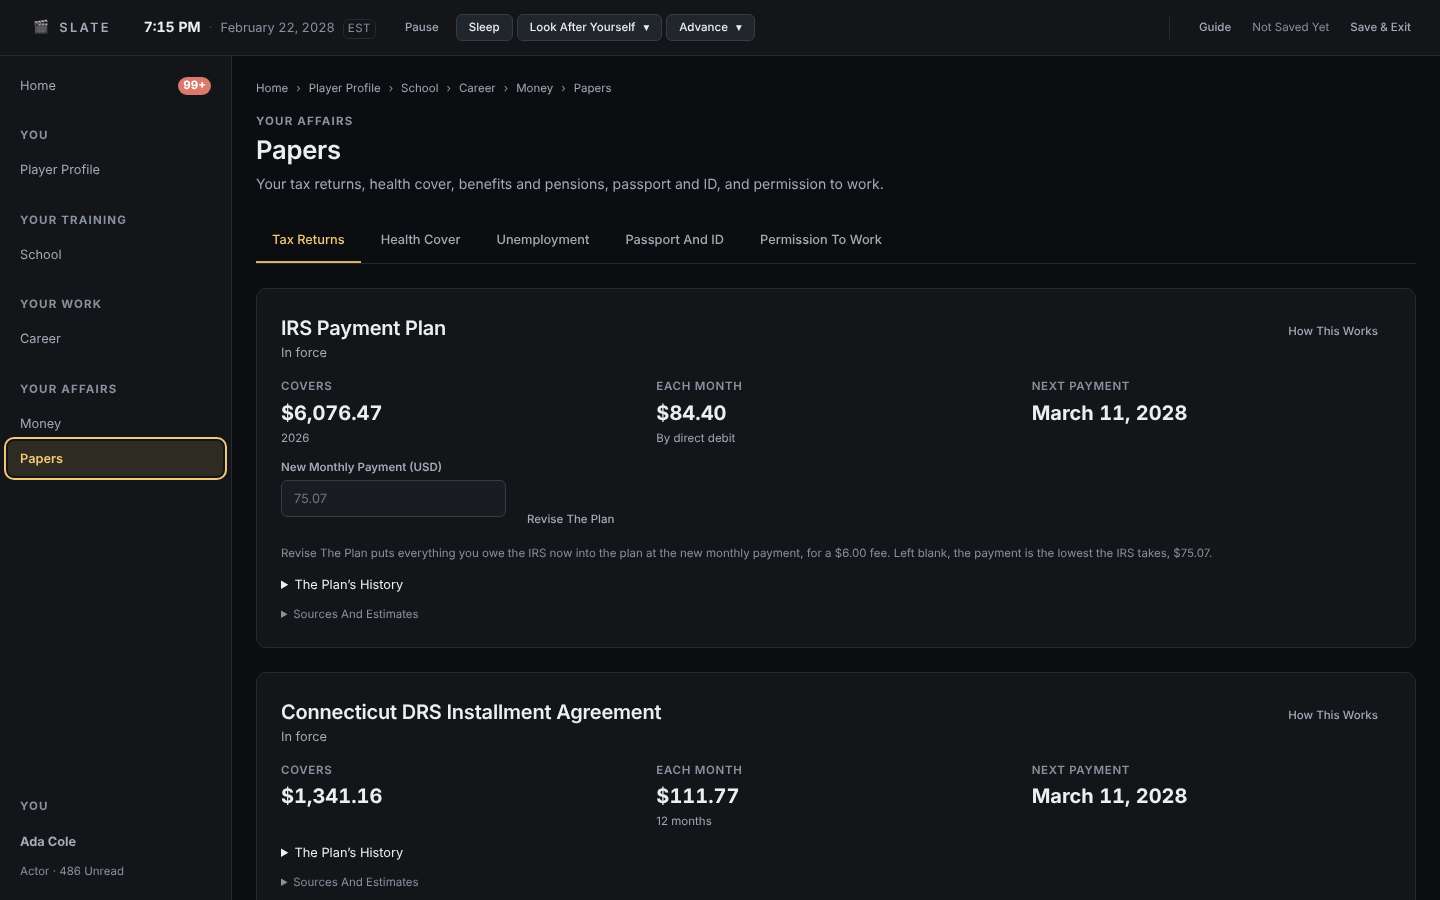 SLATE
7:15 PM · February 22, 2028 EST
Pause
Sleep
Look After Yourself ▾
Advance ▾
Guide
Not Saved Yet
Save & Exit
Home
99+
YOU
Player Profile
YOUR TRAINING
School
YOUR WORK
Career
YOUR AFFAIRS
Money
Papers
YOU
Ada Cole
Actor · 486 Unread
Home › Player Profile › School › Career › Money › Papers
YOUR AFFAIRS
Papers
Your tax returns, health cover, benefits and pensions, passport and ID, and permission to work.
Tax Returns
Health Cover
Unemployment
Passport And ID
Permission To Work
IRS Payment Plan
How This Works
In force
COVERS
$6,076.47
2026
EACH MONTH
$84.40
By direct debit
NEXT PAYMENT
March 11, 2028
New Monthly Payment (USD)
75.07
Revise The Plan
Revise The Plan puts everything you owe the IRS now into the plan at the new monthly payment, for a $6.00 fee. Left blank, the payment is the lowest the IRS takes, $75.07.
▶ The Plan’s History
▶ Sources And Estimates
Connecticut DRS Installment Agreement
How This Works
In force
COVERS
$1,341.16
EACH MONTH
$111.77
12 months
NEXT PAYMENT
March 11, 2028
▶ The Plan’s History
▶ Sources And Estimates